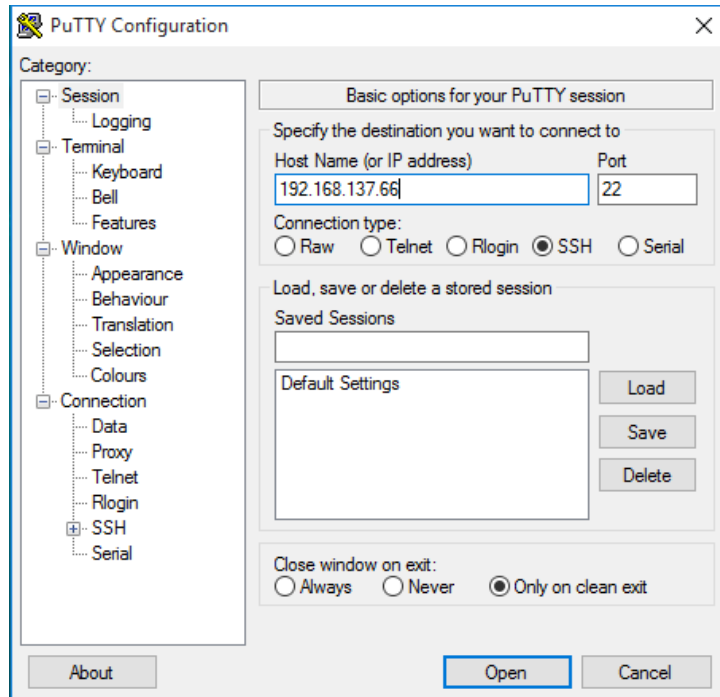 PuTTY Configuration
Category:
Session
Logging
Terminal
Keyboard
Bell
Features
Window
Appearance
Behaviour
Translation
Selection
Colours
Connection
Data
Proxy
Telnet
Rlogin
SSH
Serial
Basic options for your PuTTY session
Specify the destination you want to connect to
Host Name (or IP address) Port
192.168.137.66 22
Connection type:
Raw Telnet Rlogin SSH Serial
Load, save or delete a stored session
Saved Sessions
Default Settings
Load
Save
Delete
Close window on exit:
Always Never Only on clean exit
About Open Cancel